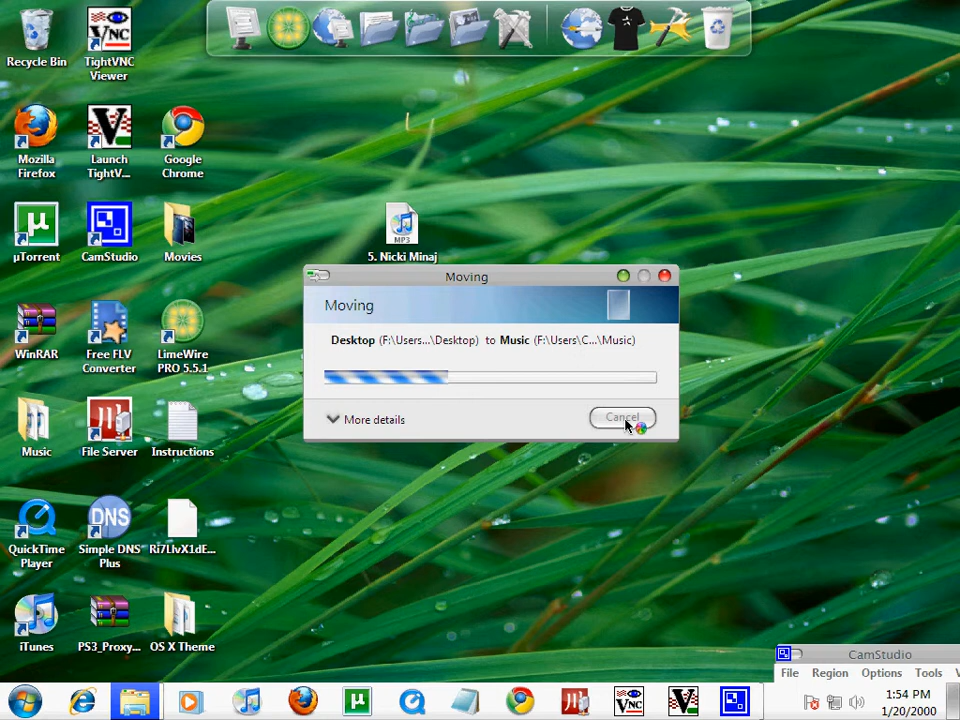 Recycle Bin
TightVNC
Viewer
Mozilla
Firefox
Launch
TightV...
Google
Chrome
µTorrent
CamStudio
Movies
MP3
5. Nicki Minaj
WinRAR
Free FLV
Converter
LimeWire
PRO 5.5.1
Music
File Server
Instructions
QuickTime
Player
DNS
Simple DNS
Plus
Ri7LlvX1dE...
iTunes
PS3_Proxy...
OS X Theme
Moving
Moving
Desktop (F:\Users...\Desktop) to Music (F:\Users\C...\Music)
More details
Cancel
CamStudio
File Region Options Tools V
1:54 PM
1/20/2000